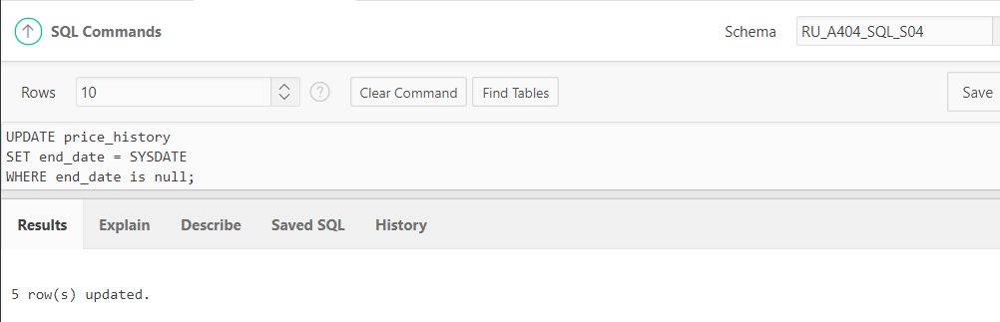 SQL Commands
Schema
RU_A404_SQL_S04
Rows
10
?
Clear Command
Find Tables
Save
UPDATE price_history
SET end_date = SYSDATE
WHERE end_date is null;
Results
Explain
Describe
Saved SQL
History
5 row(s) updated.